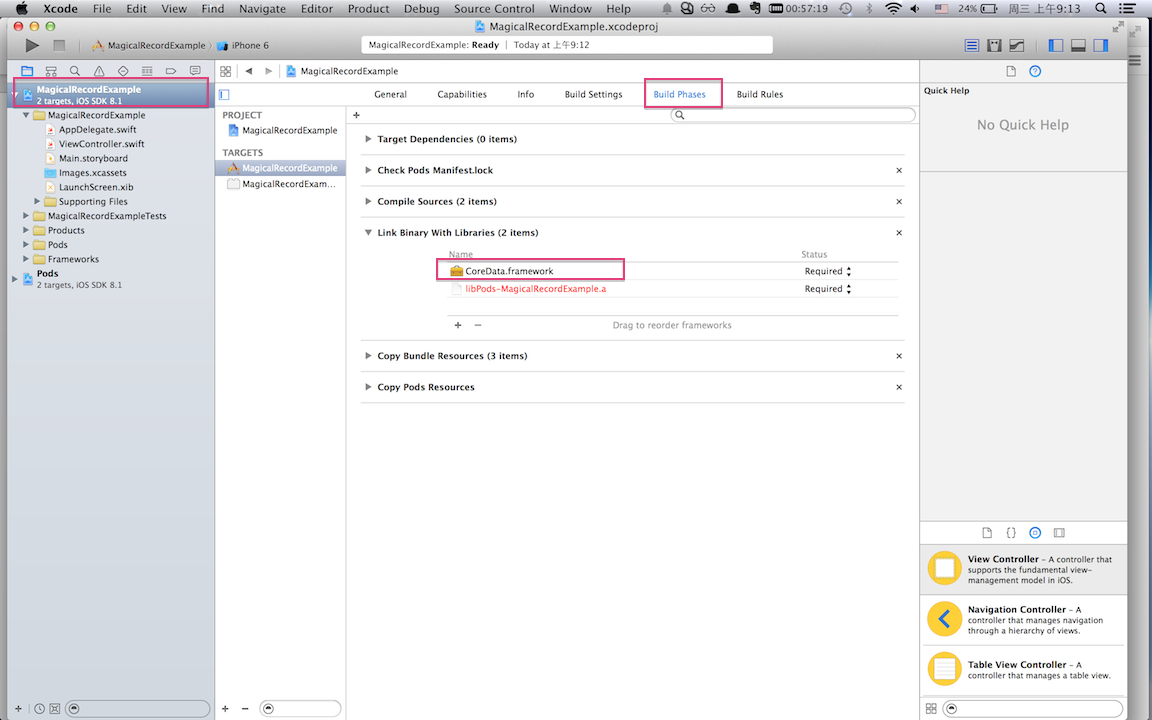 Xcode File Edit View Find Navigate Editor Product Debug Source Control Window Help 00:57:19 24% 周三 上午9:13
MagicalRecordExample.xcodeproj
MagicalRecordExample iPhone 6 MagicalRecordExample: Ready Today at 上午9:12
MagicalRecordExample
MagicalRecordExample
2 targets, iOS SDK 8.1
MagicalRecordExample
AppDelegate.swift
ViewController.swift
Main.storyboard
Images.xcassets
LaunchScreen.xib
Supporting Files
MagicalRecordExampleTests
Products
Pods
Frameworks
Pods
2 targets, iOS SDK 8.1
PROJECT
MagicalRecordExample
TARGETS
MagicalRecordExample
MagicalRecordExam...
General Capabilities Info Build Settings Build Phases Build Rules
Target Dependencies (0 items)
Check Pods Manifest.lock
Compile Sources (2 items)
Link Binary With Libraries (2 items)
Name Status
CoreData.framework Required
libPods-MagicalRecordExample.a Required
Drag to reorder frameworks
Copy Bundle Resources (3 items)
Copy Pods Resources
Quick Help
No Quick Help
View Controller - A controller that
supports the fundamental view-
management model in iOS.
Navigation Controller - A
controller that manages navigation
through a hierarchy of views.
Table View Controller - A
controller that manages a table view.